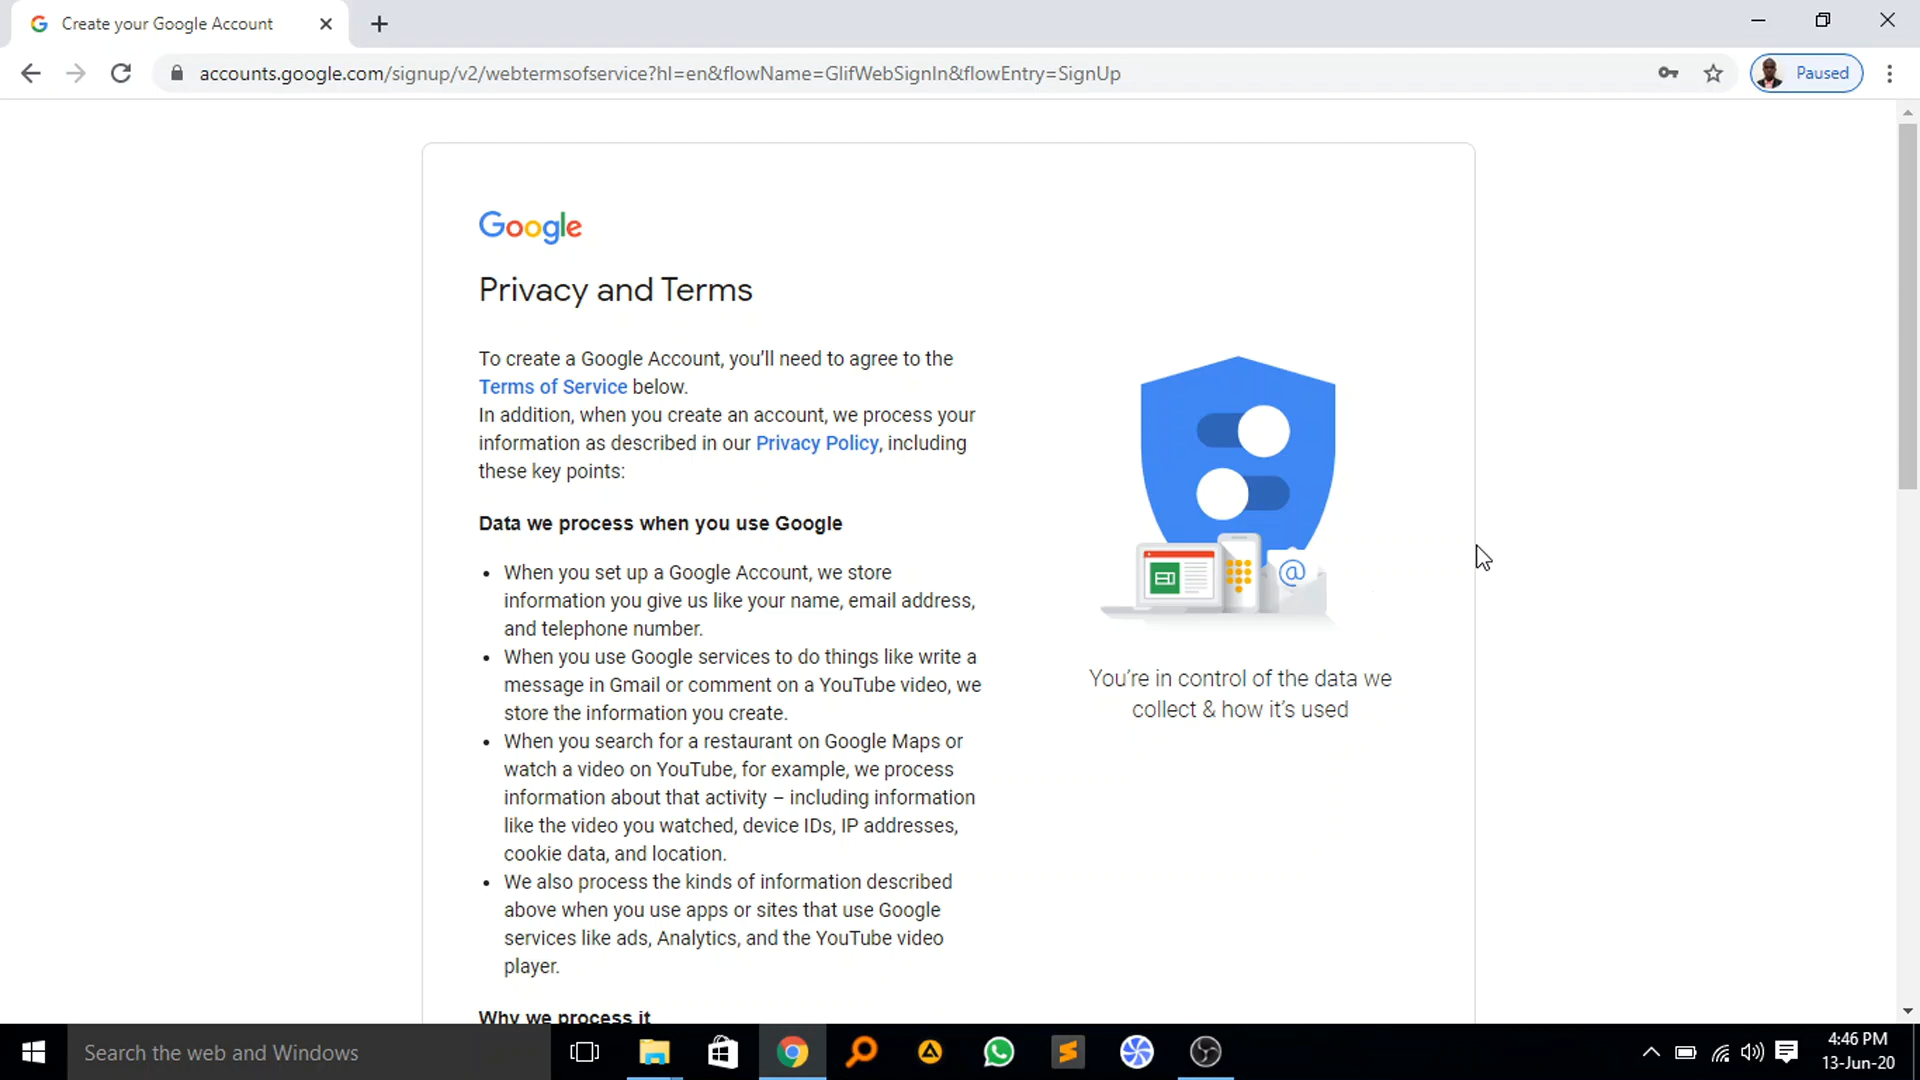 Create your Google Account
accounts.google.com/signup/v2/webtermsofservice?hl=en&flowName=GlifWebSignIn&flowEntry=SignUp
Paused
Google
Privacy and Terms
To create a Google Account, you’ll need to agree to the
Terms of Service below.
In addition, when you create an account, we process your
information as described in our Privacy Policy, including
these key points:
Data we process when you use Google
• When you set up a Google Account, we store
information you give us like your name, email address,
and telephone number.
• When you use Google services to do things like write a
message in Gmail or comment on a YouTube video, we
store the information you create.
• When you search for a restaurant on Google Maps or
watch a video on YouTube, for example, we process
information about that activity – including information
like the video you watched, device IDs, IP addresses,
cookie data, and location.
• We also process the kinds of information described
above when you use apps or sites that use Google
services like ads, Analytics, and the YouTube video
player.
Why we process it
@
You’re in control of the data we
collect & how it’s used
Search the web and Windows
4:46 PM
13-Jun-20